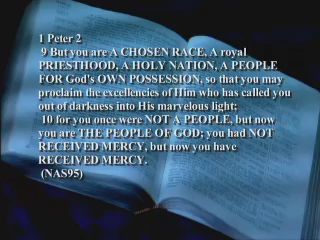 1 Peter 2
9 But you are A CHOSEN RACE, A royal
PRIESTHOOD, A HOLY NATION, A PEOPLE
FOR God's OWN POSSESSION, so that you may
proclaim the excellencies of Him who has called you
out of darkness into His marvelous light;
10 for you once were NOT A PEOPLE, but now
you are THE PEOPLE OF GOD; you had NOT
RECEIVED MERCY, but now you have
RECEIVED MERCY.
(NAS95)